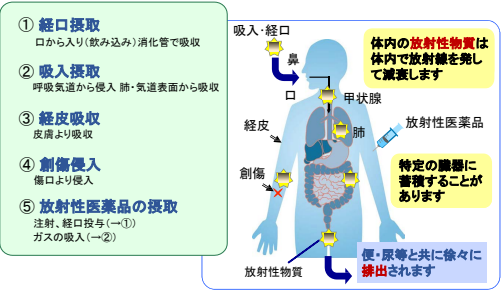 ① 経口摂取
口から入り(飲み込み)消化管で吸収
② 吸入摂取
呼吸気道から侵入 肺・気道表面から吸収
③ 経皮吸収
皮膚より吸収
④ 創傷侵入
傷口より侵入
⑤ 放射性医薬品の摂取
注射、経口投与(→①)
ガスの吸入(→②)
吸入・経口
鼻
口
甲状腺
経皮
肺
創傷
放射性医薬品
放射性物質
体内の放射性物質は
体内で放射線を発し
て減衰します
特定の臓器に
蓄積することが
あります
便・尿等と共に徐々に
排出されます